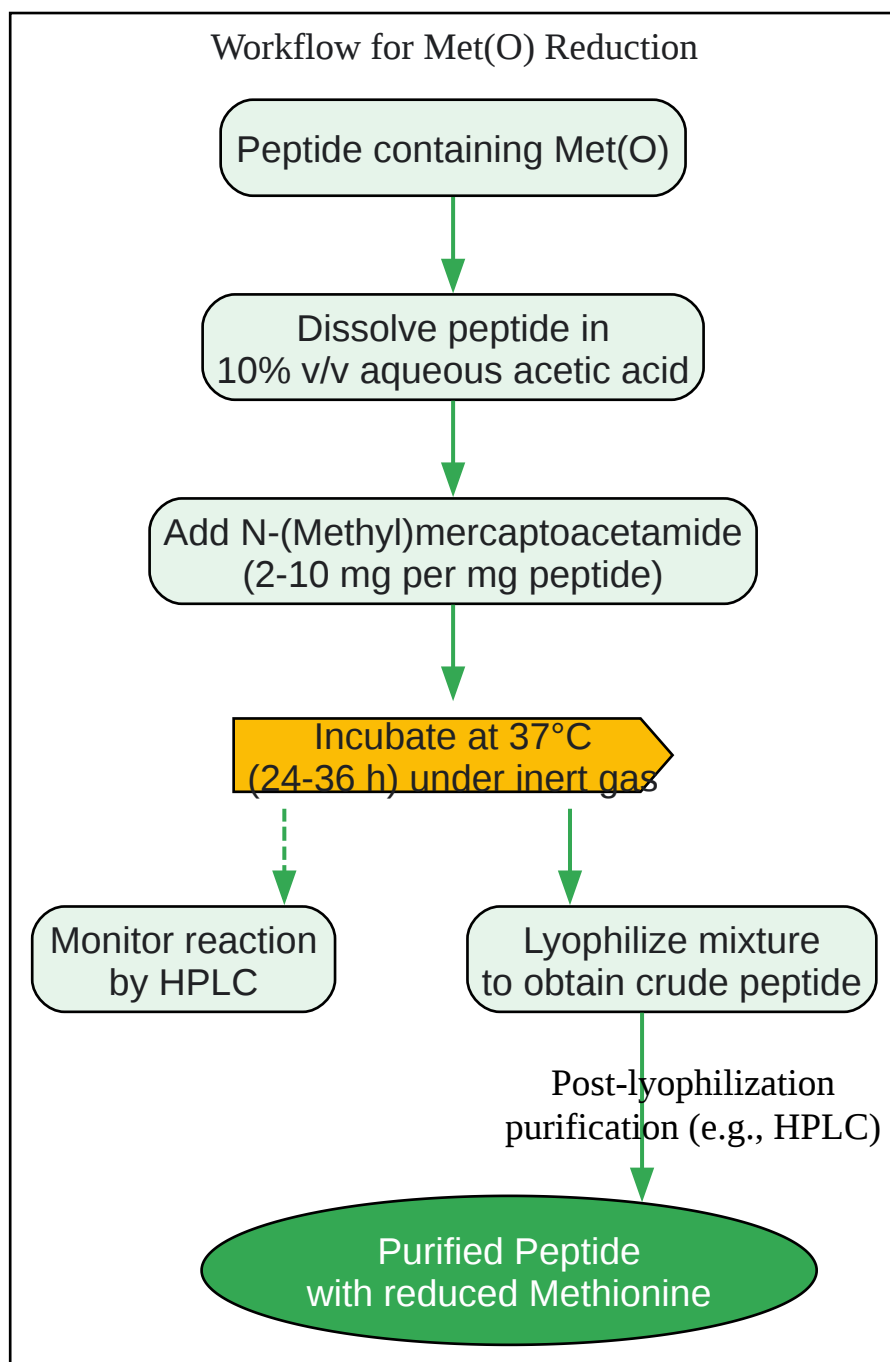 Workflow for Met(O) Reduction
Peptide containing Met(O)
Dissolve peptide in
10% v/v aqueous acetic acid
Add N-(Methyl)mercaptoacetamide
(2-10 mg per mg peptide)
Incubate at 37°C
(24-36 h) under inert gas
Monitor reaction
by HPLC
Lyophilize mixture
to obtain crude peptide
Post-lyophilization
purification (e.g., HPLC)
Purified Peptide
with reduced Methionine